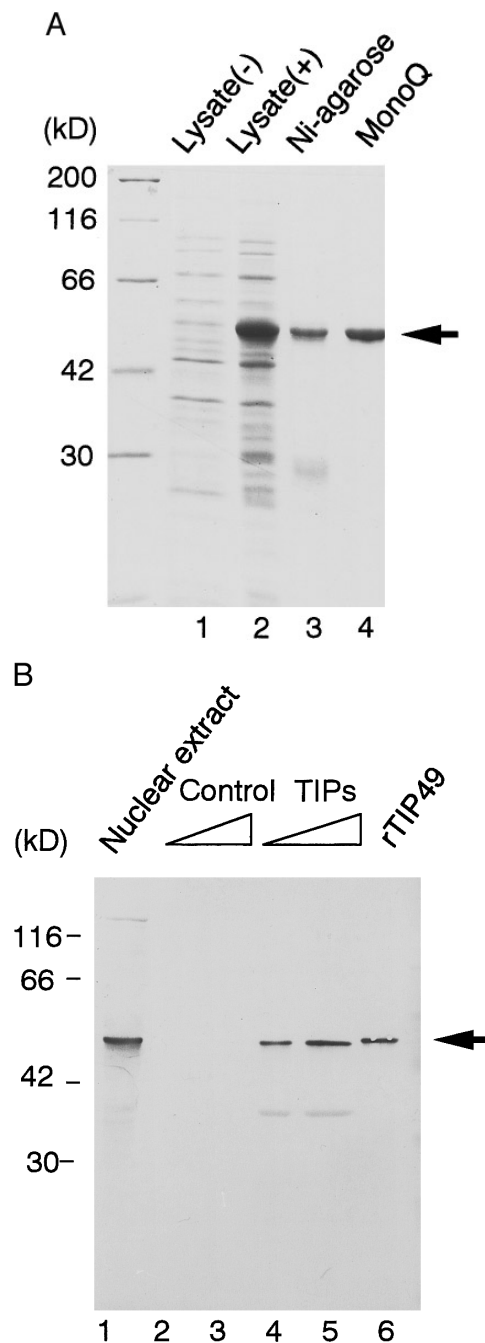 A
(kD)
Lysate(-)
Lysate(+)
Ni-agarose
MonoQ
200
116
66
42
30
1 2 3 4
B
(kD)
Nuclear extract
Control
TIPs
rTIP49
116
66
42
30
1 2 3 4 5 6